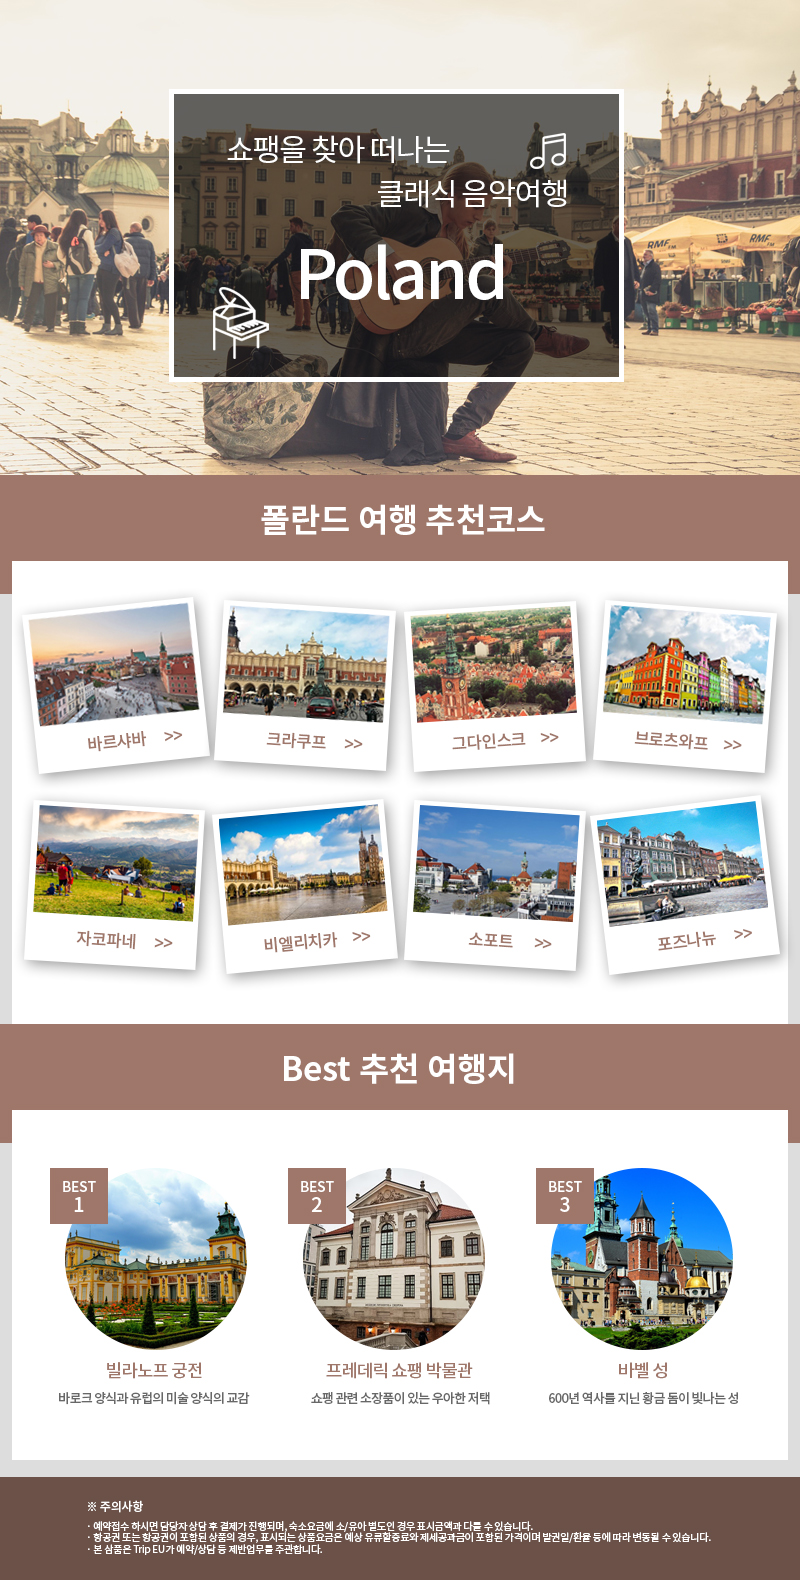 쇼팽을 찾아 떠나는
클래식 음악여행
Poland
RMF
FM
RMF
FM
폴란드 여행 추천코스
바르샤바 >>
크라쿠프 >>
그다인스크 >>
브로츠와프 >>
자코파네 >>
비엘리치카 >>
소포트 >>
포즈나뉴 >>
Best 추천 여행지
BEST
1
BEST
2
BEST
3
빌라노프 궁전
프레데릭 쇼팽 박물관
바벨 성
바로크 양식과 유럽의 미술 양식의 교감
쇼팽 관련 소장품이 있는 우아한 저택
600년 역사를 지닌 황금 돔이 빛나는 성
※ 주의사항
· 예약접수 하시면 담당자 상담 후 결제가 진행되며, 숙소요금에 소/유아 별도인 경우 표시금액과 다를 수 있습니다.
· 항공권 또는 항공권이 포함된 상품의 경우, 표시되는 상품요금은 예상 유류할증료와 제세공과금이 포함된 가격이며 발권일/환율 등에 따라 변동될 수 있습니다.
· 본 상품은 Trip EU가 예약/상담 등 제반업무를 주관합니다.